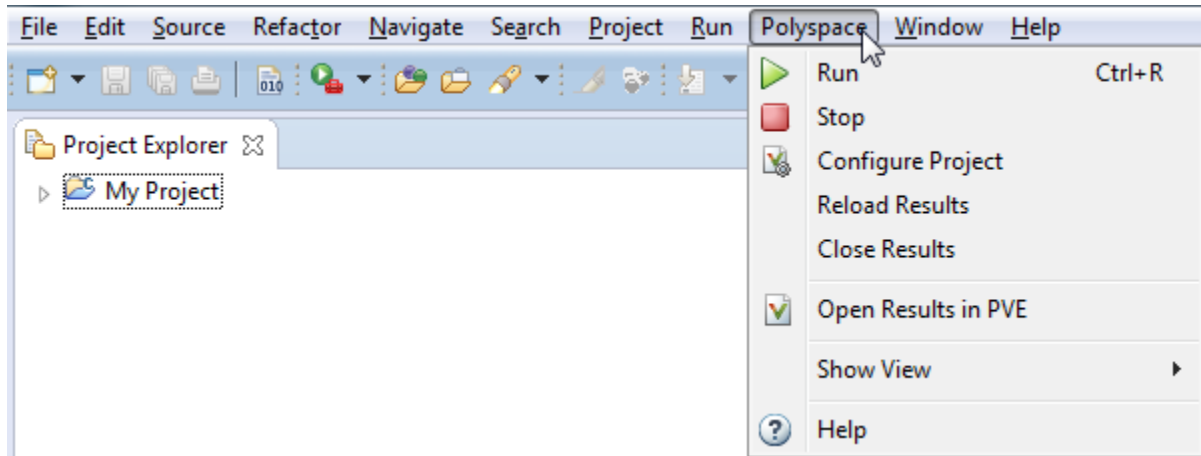 File Edit Source Refactor Navigate Search Project Run Polyspace Window Help
010
Project Explorer
My Project
Run Ctrl+R
Stop
Configure Project
Reload Results
Close Results
Open Results in PVE
Show View
Help